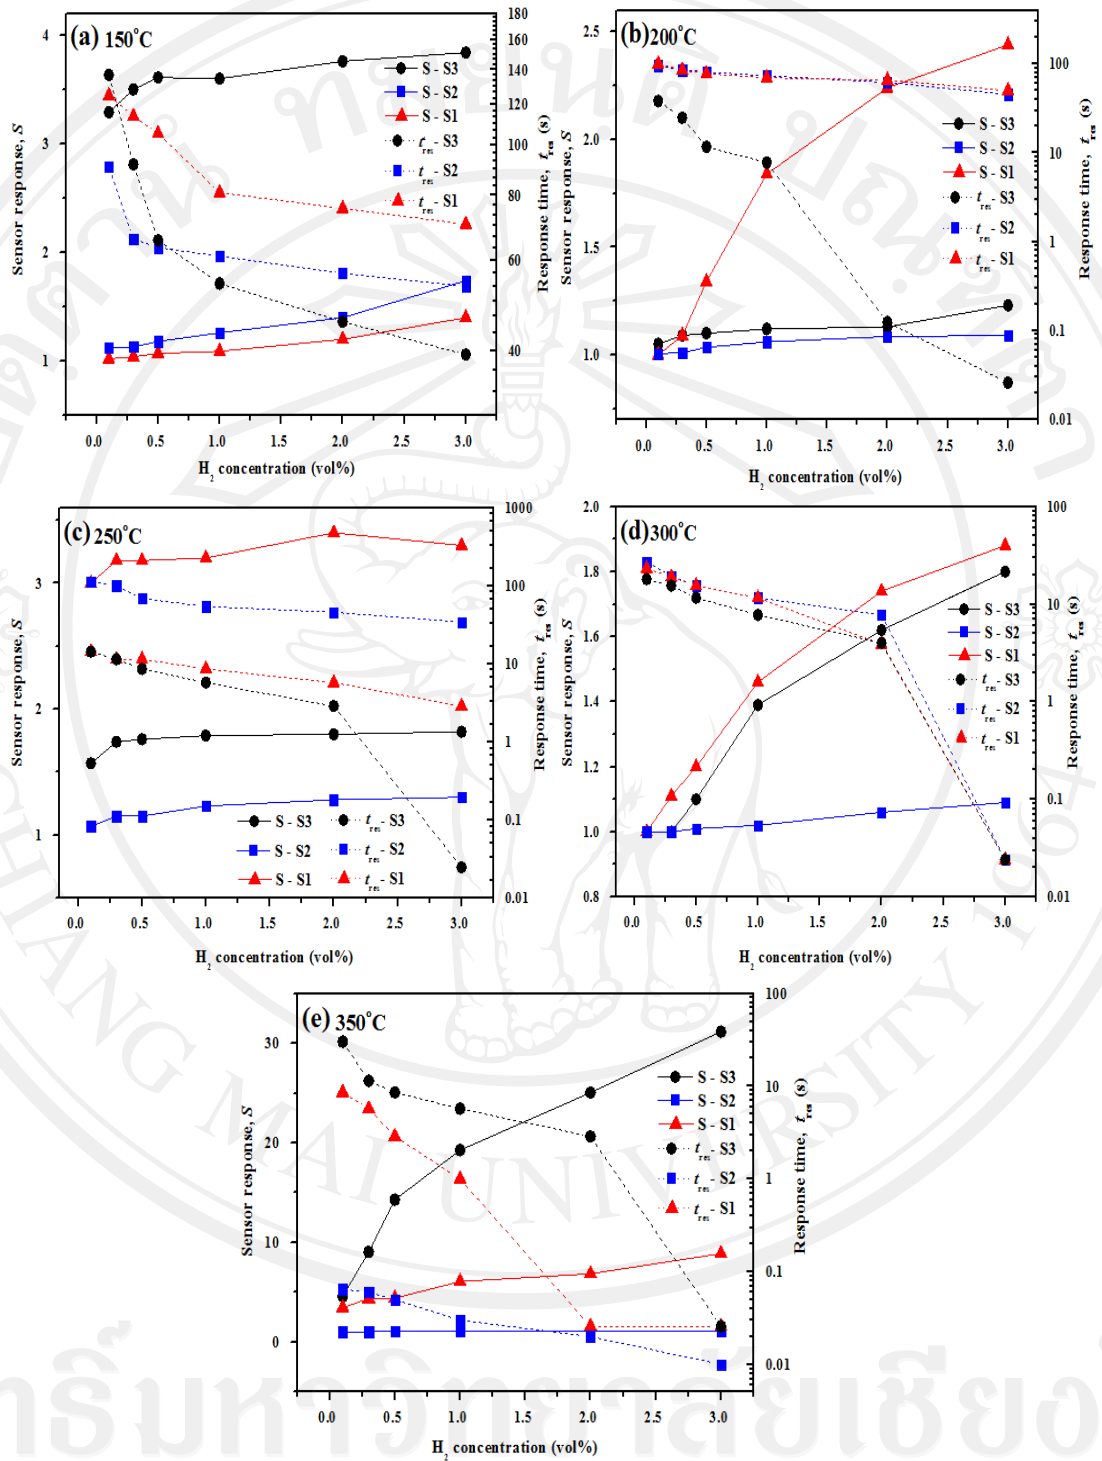 (a) 150°C
4
3
2
1
Sensor response, S
0.0 0.5 1.0 1.5 2.0 2.5 3.0
H2 concentration (vol%)
180
160
140
120
100
80
60
40
Response time, tres (s)
S - S3
S - S2
S - S1
tres - S3
tres - S2
tres - S1
(b) 200°C
2.5
2.0
1.5
1.0
Sensor response, S
0.0 0.5 1.0 1.5 2.0 2.5 3.0
H2 concentration (vol%)
100
10
1
0.1
0.01
Response time, tres (s)
S - S3
S - S2
S - S1
tres - S3
tres - S2
tres - S1
(c) 250°C
3
2
1
Sensor response, S
0.0 0.5 1.0 1.5 2.0 2.5 3.0
H2 concentration (vol%)
1000
100
10
1
0.1
0.01
Response time, tres (s)
S - S3 tres - S3
S - S2 tres - S2
S - S1 tres - S1
(d) 300°C
2.0
1.8
1.6
1.4
1.2
1.0
0.8
Sensor response, S
0.0 0.5 1.0 1.5 2.0 2.5 3.0
H2 concentration (vol%)
100
10
1
0.1
0.01
Response time, tres (s)
S - S3
S - S2
S - S1
tres - S3
tres - S2
tres - S1
(e) 350°C
30
20
10
0
Sensor response, S
0.0 0.5 1.0 1.5 2.0 2.5 3.0
H2 concentration (vol%)
100
10
1
0.1
0.01
Response time, tres (s)
S - S3
S - S2
S - S1
tres - S3
tres - S2
tres - S1
CHIANG MAI UNIVERSITY 1964